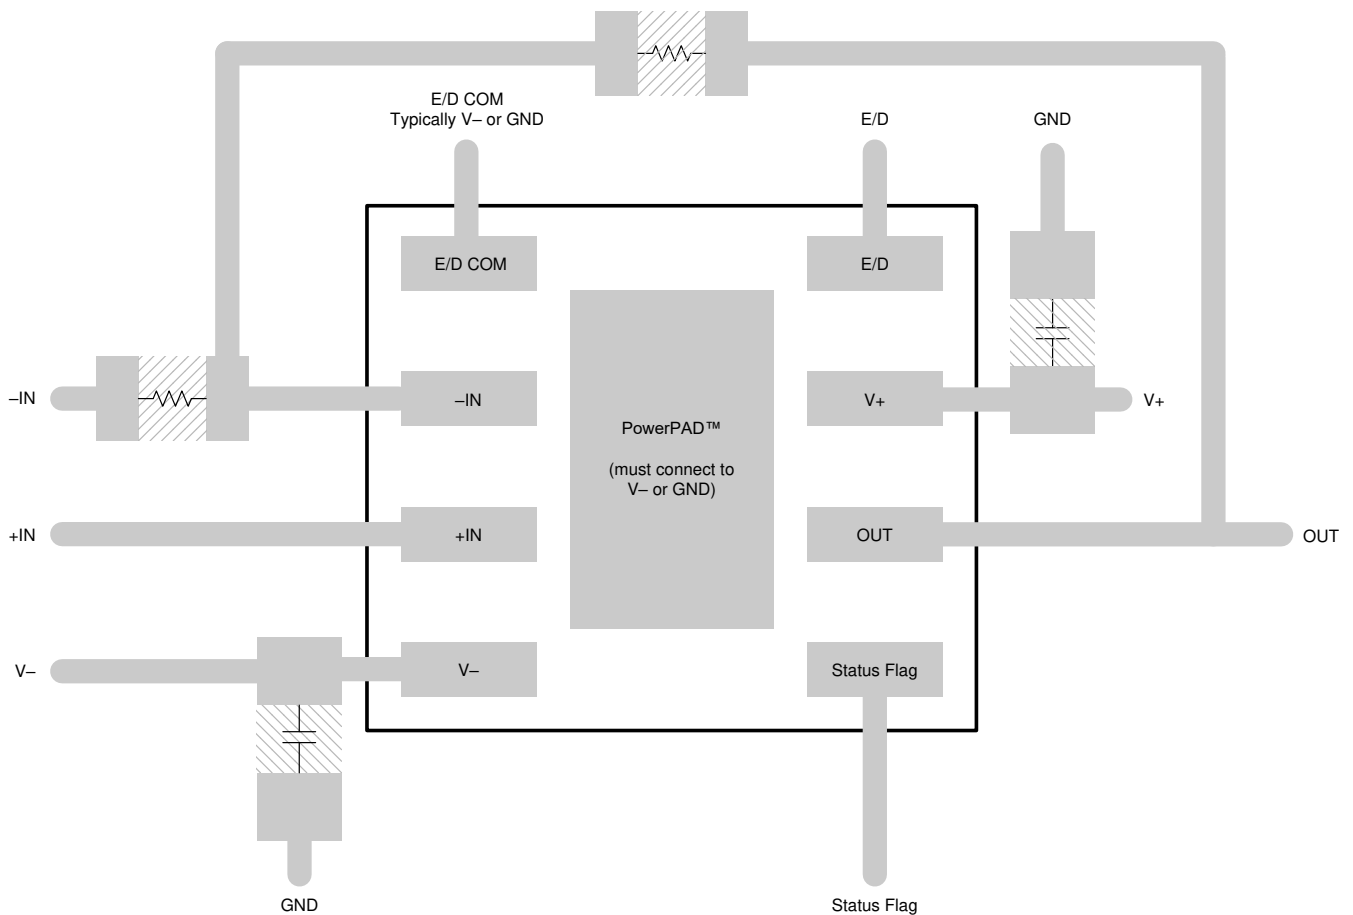 E/D COM
Typically V– or GND
E/D
GND
E/D COM
E/D
–IN
–IN
V+
V+
PowerPAD™
(must connect to
V– or GND)
+IN
+IN
OUT
OUT
V–
V–
Status Flag
GND
Status Flag